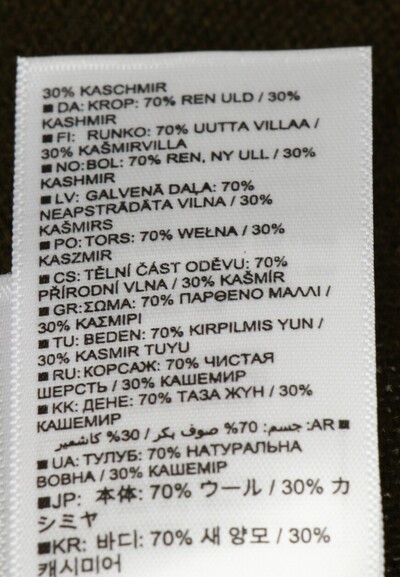 30% KASCHMIR
■ DA: KROP: 70% REN ULD / 30%
KASHMIR
■ FI: RUNKO: 70% UUTTA VILLAA /
30% KAŠMIRVILLA
■ NO:BOL: 70% REN, NY ULL / 30%
KASHMIR
■ LV: GALVENĀ DAĻA: 70%
NEAPSTRĀDĀTA VILNA / 30%
KAŠMIRS
■ PO:TORS: 70% WEŁNA / 30%
KASZMIR
■ CS: TĚLNÍ ČÁST ODĚVU: 70%
PŘÍRODNÍ VLNA / 30% KAŠMÍR
■ GR:ΣΩΜΑ: 70% ΠΑΡΘΕΝΟ ΜΑΛΛΙ /
30% ΚΑΣΜΙΡΙ
■ TU: BEDEN: 70% KIRPILMIS YUN /
30% KASMIR TUYU
■ RU:КОРСАЖ: 70% ЧИСТАЯ
ШЕРСТЬ / 30% КАШЕМИР
■ KK: ДЕНЕ: 70% ТАЗА ЖҮН / 30%
КАШЕМИР
■ AR: جسم: 70% صوف بكر / 30% كاشمير
■ UA: ТУЛУБ: 70% НАТУРАЛЬНА
ВОВНА / 30% КАШЕМІР
■JP: 本体: 70% ウール / 30% カ
シミヤ
■KR: 바디: 70% 새 양모 / 30%
캐시미어